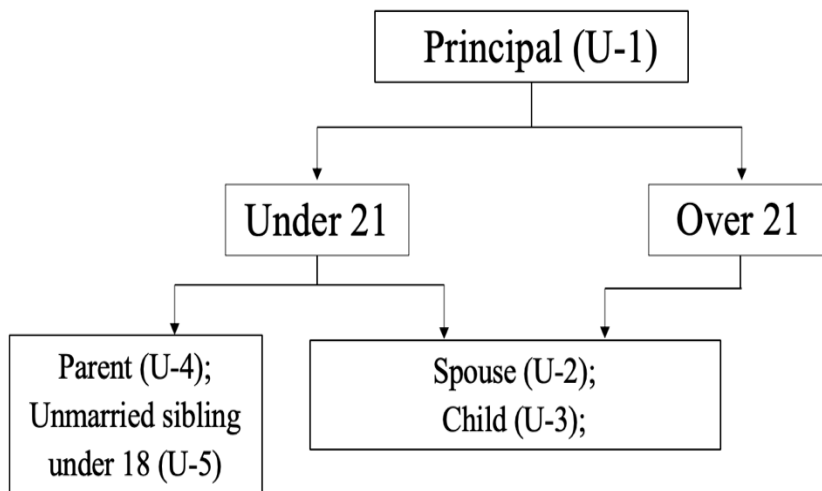 Principal (U-1)
Under 21
Over 21
Parent (U-4);
Unmarried sibling
under 18 (U-5)
Spouse (U-2);
Child (U-3);